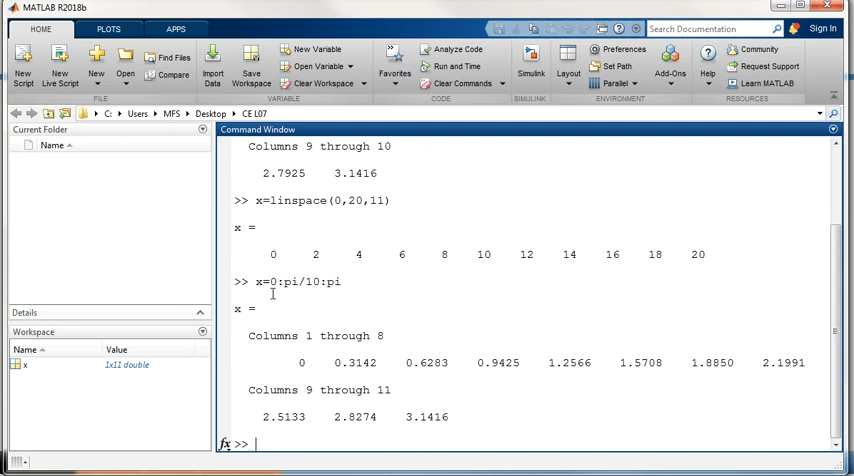 MATLAB R2018b
HOME PLOTS APPS
Search Documentation Sign In
New Script
New Live Script
New
Open
Find Files
Compare
Import Data
Save Workspace
New Variable
Open Variable
Clear Workspace
Favorites
Analyze Code
Run and Time
Clear Commands
Simulink
Layout
Preferences
Set Path
Parallel
Add-Ons
Help
Community
Request Support
Learn MATLAB
FILE VARIABLE CODE SIMULINK ENVIRONMENT RESOURCES
C: Users MFS Desktop CE L07
Current Folder
Name
Details
Workspace
Name Value
x 1x11 double
Command Window
Columns 9 through 10
2.7925 3.1416
>> x=linspace(0,20,11)
x =
0 2 4 6 8 10 12 14 16 18 20
>> x=0:pi/10:pi
x =
Columns 1 through 8
0 0.3142 0.6283 0.9425 1.2566 1.5708 1.8850 2.1991
Columns 9 through 11
2.5133 2.8274 3.1416
fx >>